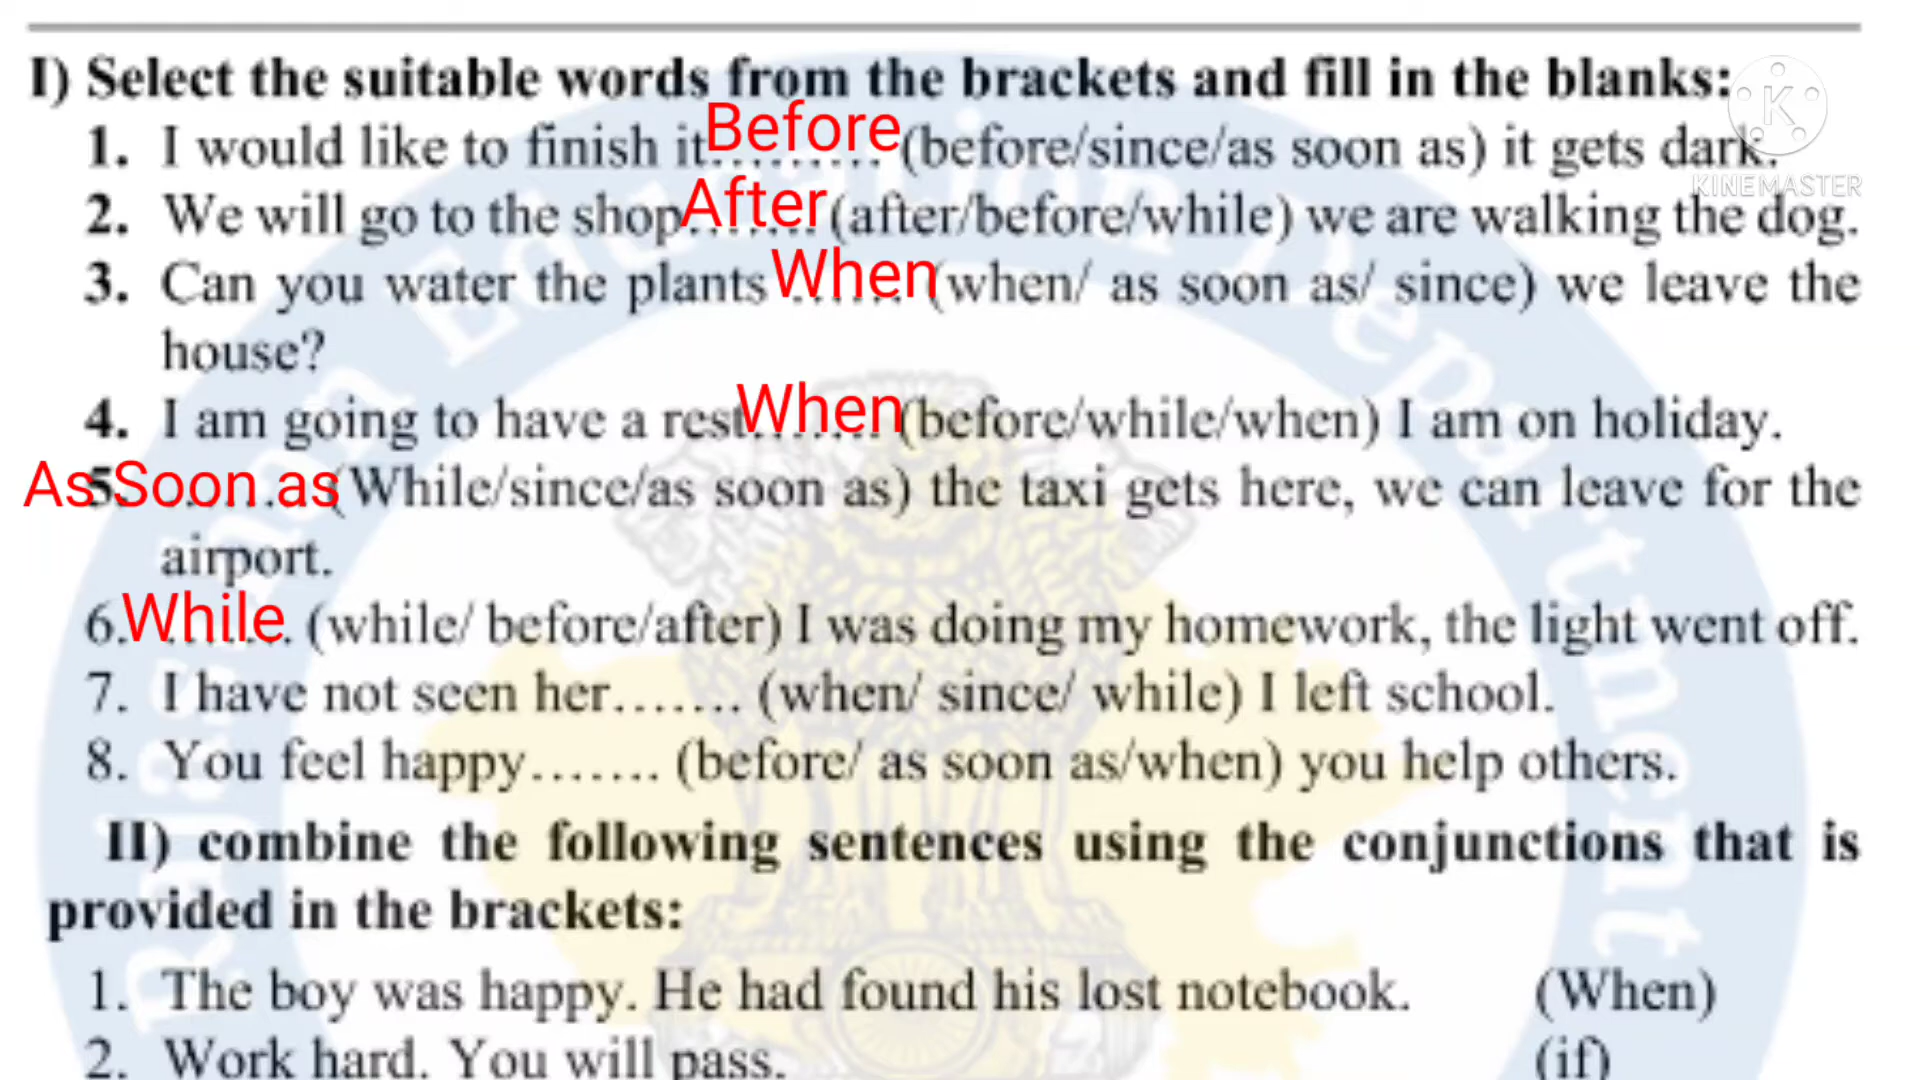 I) Select the suitable words from the brackets and fill in the blanks:
1. I would like to finish it Before ......... (before/since/as soon as) it gets dark.
KINEMASTER
2. We will go to the shop After ....... (after/before/while) we are walking the dog.
3. Can you water the plants When ...... (when/ as soon as/ since) we leave the
house?
4. I am going to have a rest When ....... (before/while/when) I am on holiday.
5. As Soon as ....... (While/since/as soon as) the taxi gets here, we can leave for the
airport.
6. While ....... (while/ before/after) I was doing my homework, the light went off.
7. I have not seen her....... (when/ since/ while) I left school.
8. You feel happy....... (before/ as soon as/when) you help others.
II) combine the following sentences using the conjunctions that is
provided in the brackets:
1. The boy was happy. He had found his lost notebook. (When)
2. Work hard. You will pass. (if)
Rajasthan Education Department